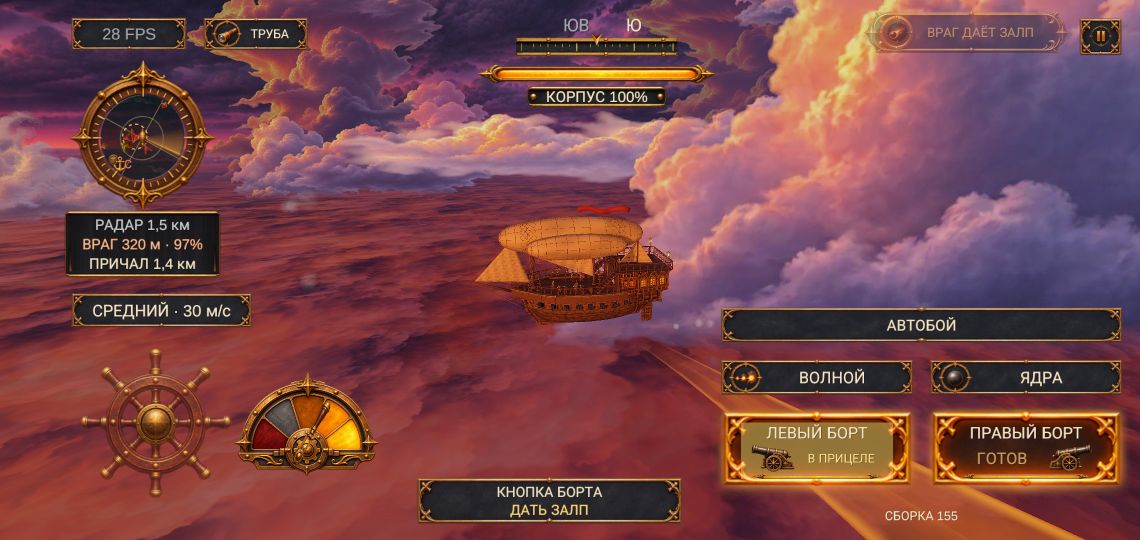 28 FPS
ТРУБА
ЮВ Ю
КОРПУС 100%
ВРАГ ДАЁТ ЗАЛП
РАДАР 1,5 км
ВРАГ 320 м · 97%
ПРИЧАЛ 1,4 км
СРЕДНИЙ · 30 м/с
АВТОБОЙ
ВОЛНОЙ
ЯДРА
ЛЕВЫЙ БОРТ
В ПРИЦЕЛЕ
ПРАВЫЙ БОРТ
ГОТОВ
КНОПКА БОРТА
ДАТЬ ЗАЛП
СБОРКА 155